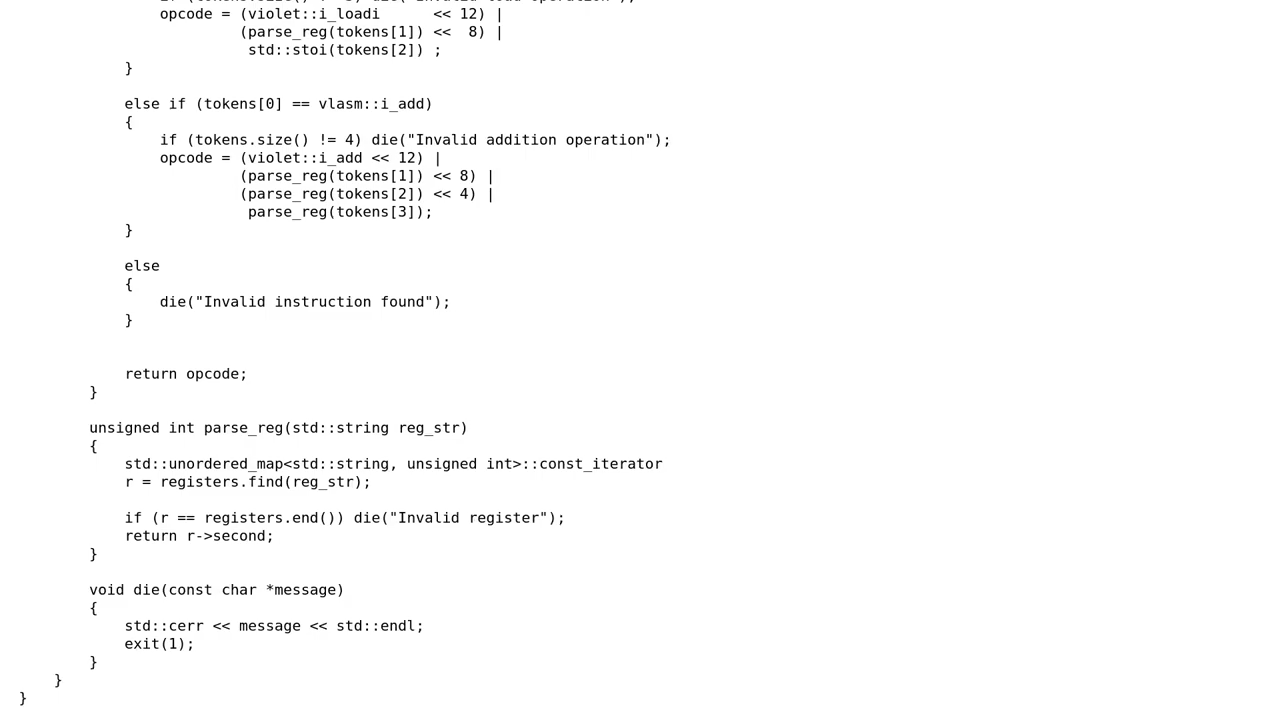 opcode = (violet::i_loadi      << 12) |
                         (parse_reg(tokens[1]) <<  8) |
                          std::stoi(tokens[2]) ;
            }

            else if (tokens[0] == vlasm::i_add)
            {
                if (tokens.size() != 4) die("Invalid addition operation");
                opcode = (violet::i_add << 12) |
                         (parse_reg(tokens[1]) << 8) |
                         (parse_reg(tokens[2]) << 4) |
                          parse_reg(tokens[3]);
            }

            else
            {
                die("Invalid instruction found");
            }


            return opcode;
        }

        unsigned int parse_reg(std::string reg_str)
        {
            std::unordered_map<std::string, unsigned int>::const_iterator
            r = registers.find(reg_str);

            if (r == registers.end()) die("Invalid register");
            return r->second;
        }

        void die(const char *message)
        {
            std::cerr << message << std::endl;
            exit(1);
        }
    }
}